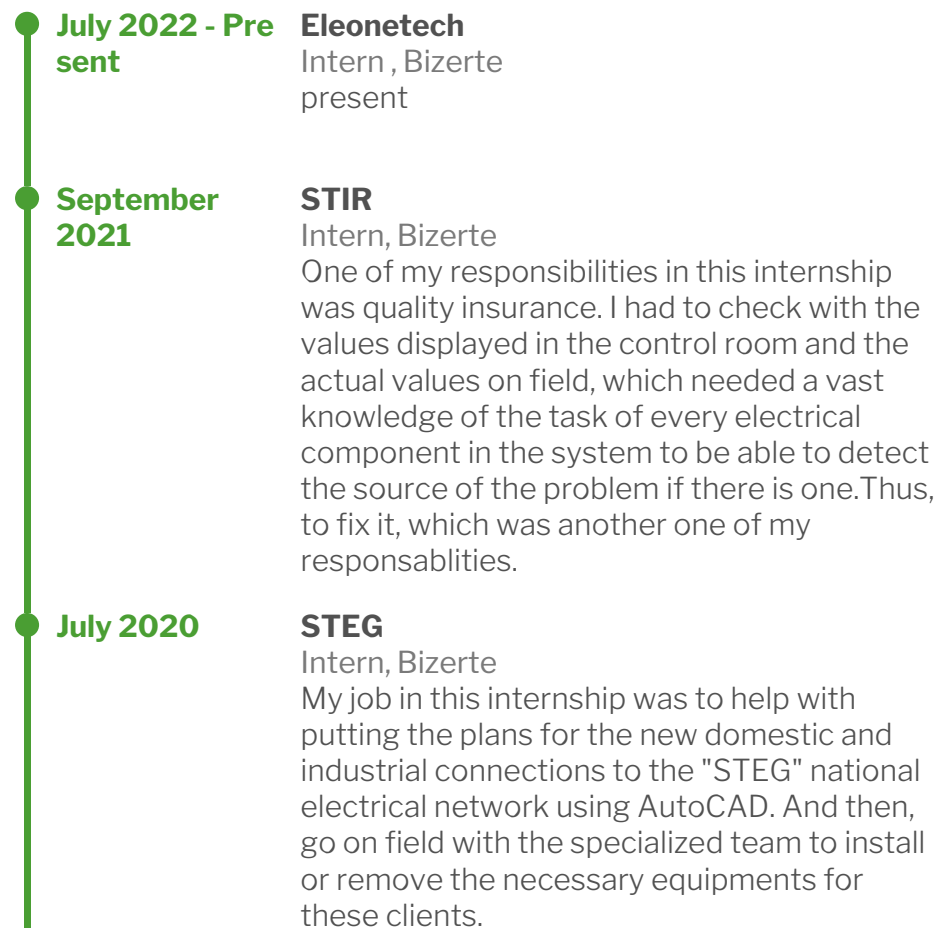 July 2022 - Pre
sent
Eleonetech
Intern , Bizerte
present
September
2021
STIR
Intern, Bizerte
One of my responsibilities in this internship
was quality insurance. I had to check with the
values displayed in the control room and the
actual values on field, which needed a vast
knowledge of the task of every electrical
component in the system to be able to detect
the source of the problem if there is one.Thus,
to fix it, which was another one of my
responsablities.
July 2020
STEG
Intern, Bizerte
My job in this internship was to help with
putting the plans for the new domestic and
industrial connections to the "STEG" national
electrical network using AutoCAD. And then,
go on field with the specialized team to install
or remove the necessary equipments for
these clients.